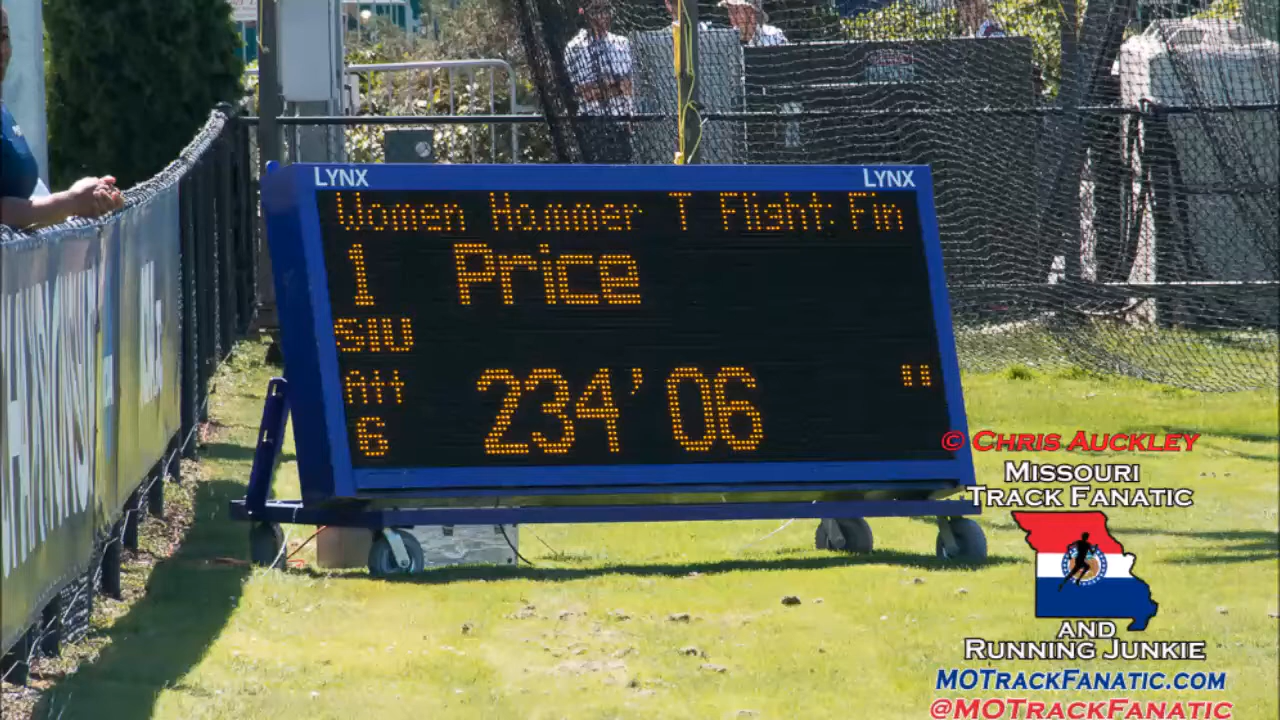 LYNX LYNX
Women Hammer T Flight: Fin
1 Price
SIU
Att
234' 06 "
6
© Chris Auckley
Missouri
Track Fanatic
and
Running Junkie
MOTrackFanatic.com
@MOTrackFanatic